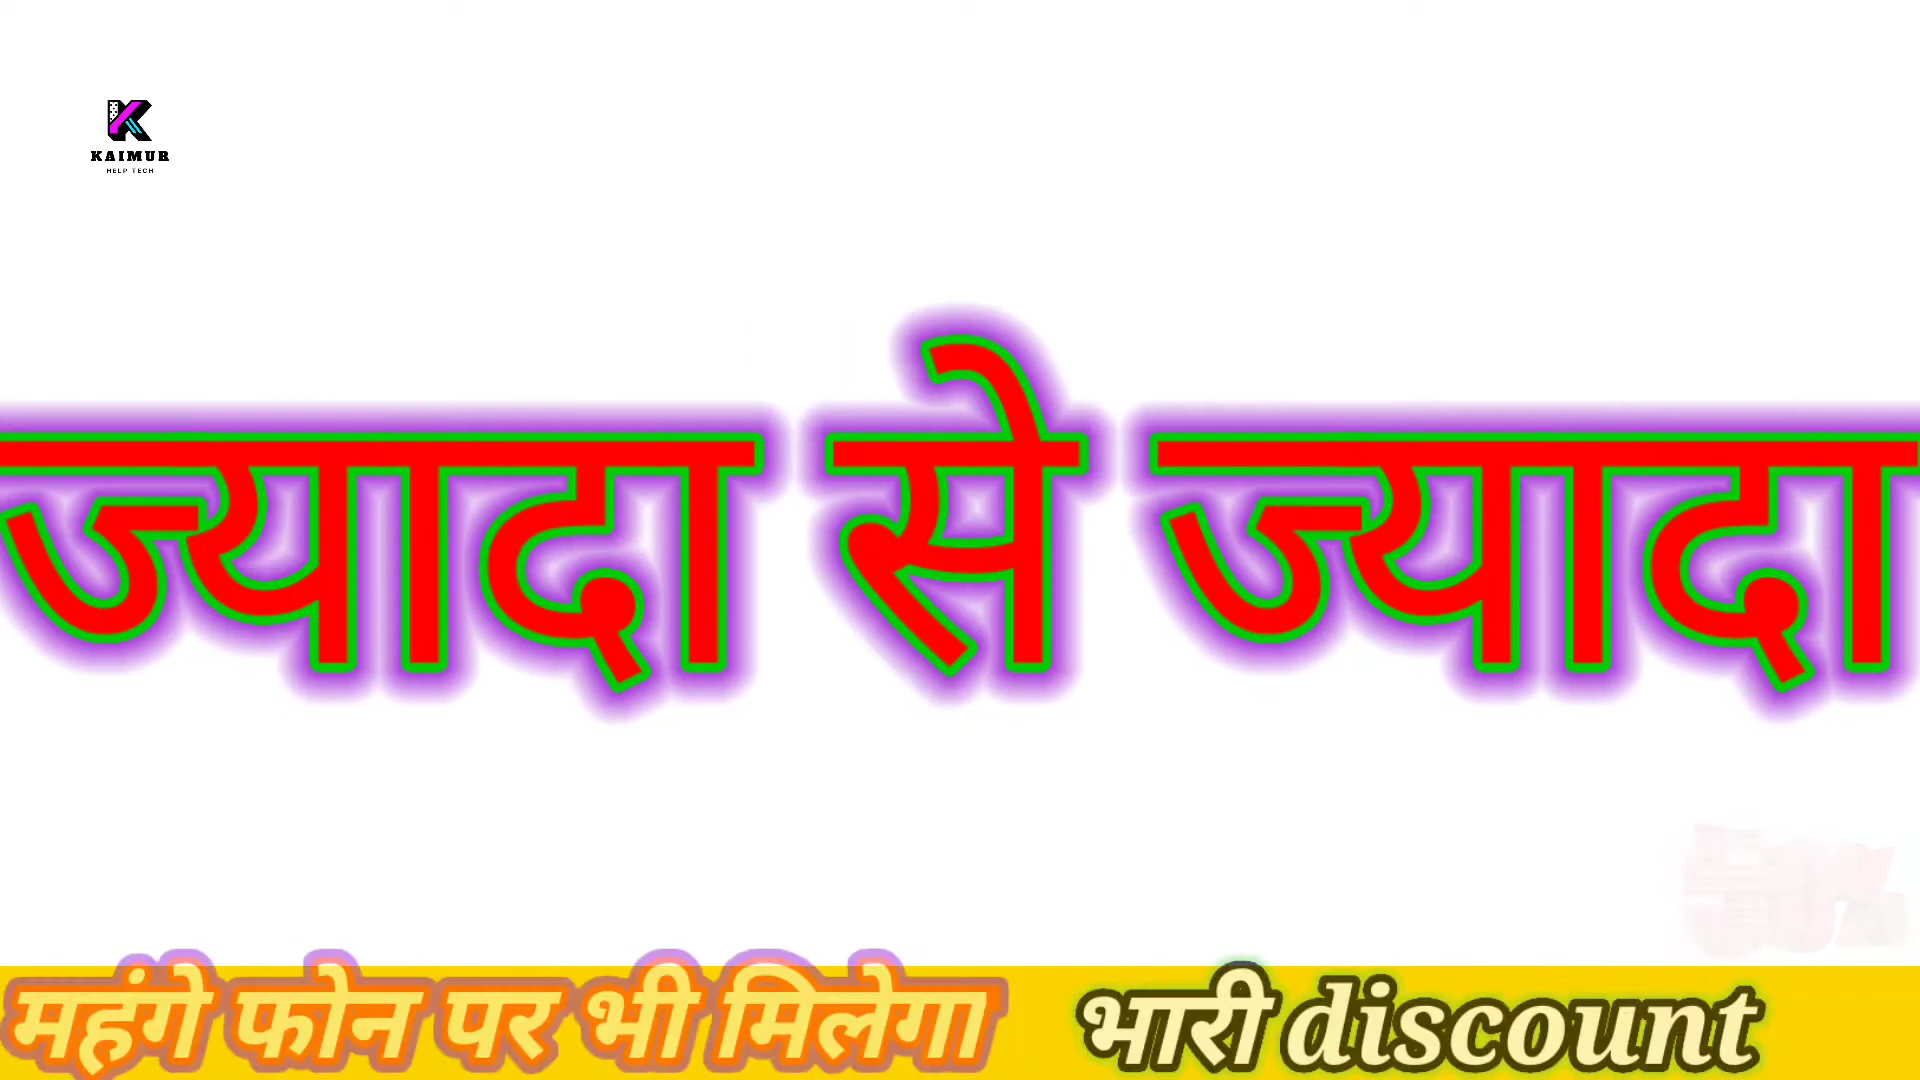 KAIMUR
HELP TECH
ज्यादा से ज्यादा
महंगे फोन पर भी मिलेगा भारी discount